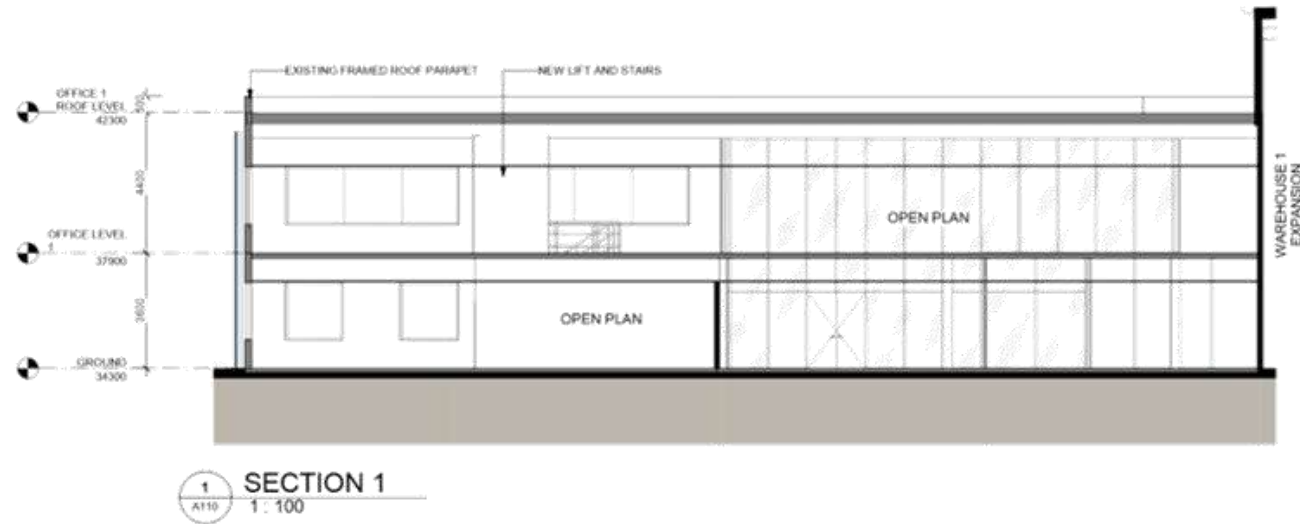 EXISTING FRAMED ROOF PARAPET
NEW LIFT AND STAIRS
OFFICE 1
ROOF LEVEL
42300
500
4400
OPEN PLAN
WAREHOUSE 1
EXPANSION
OFFICE LEVEL
1
37900
3600
OPEN PLAN
GROUND
34300
1
A110
SECTION 1
1 : 100